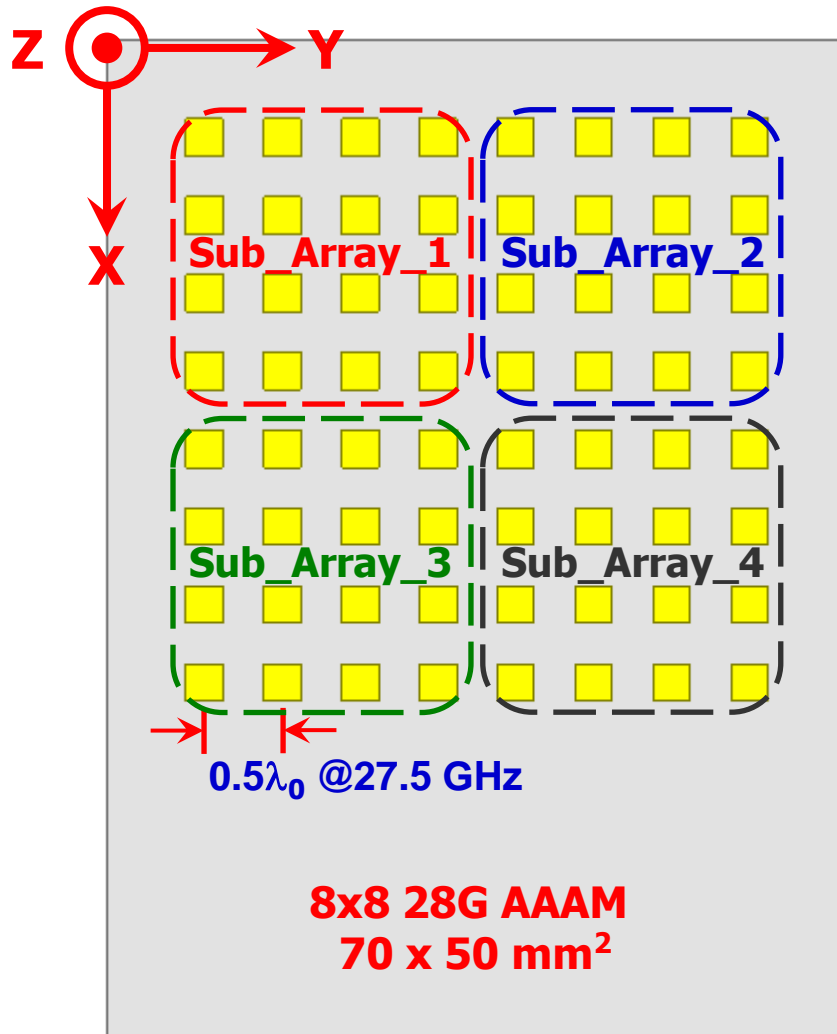 Z Y
X
Sub_Array_1 Sub_Array_2
Sub_Array_3 Sub_Array_4
0.5λ₀ @27.5 GHz
8x8 28G AAAM
70 x 50 mm²